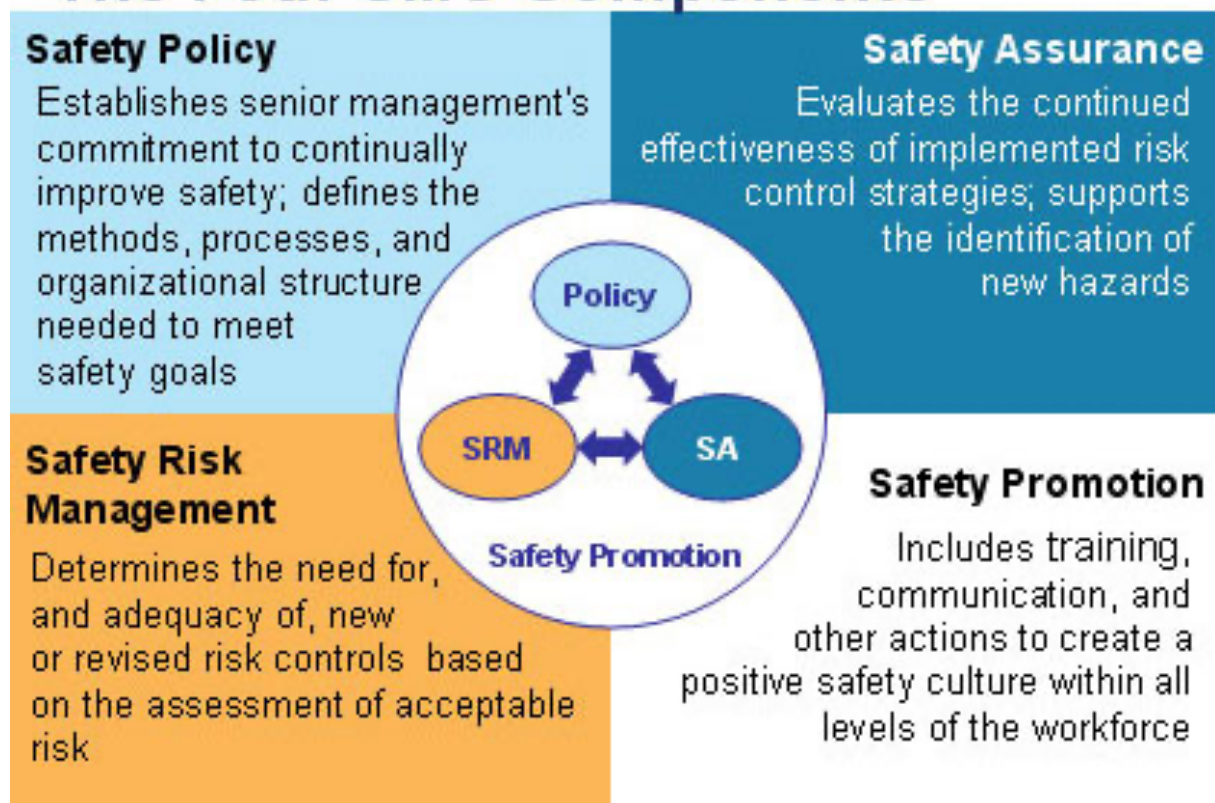 The Four SMS Components
Safety Policy
Establishes senior management's
commitment to continually
improve safety; defines the
methods, processes, and
organizational structure
needed to meet
safety goals
Safety Assurance
Evaluates the continued
effectiveness of implemented risk
control strategies; supports
the identification of
new hazards
Policy
SRM
SA
Safety Promotion
Safety Risk
Management
Determines the need for,
and adequacy of, new
or revised risk controls based
on the assessment of acceptable
risk
Safety Promotion
Includes training,
communication, and
other actions to create a
positive safety culture within all
levels of the workforce